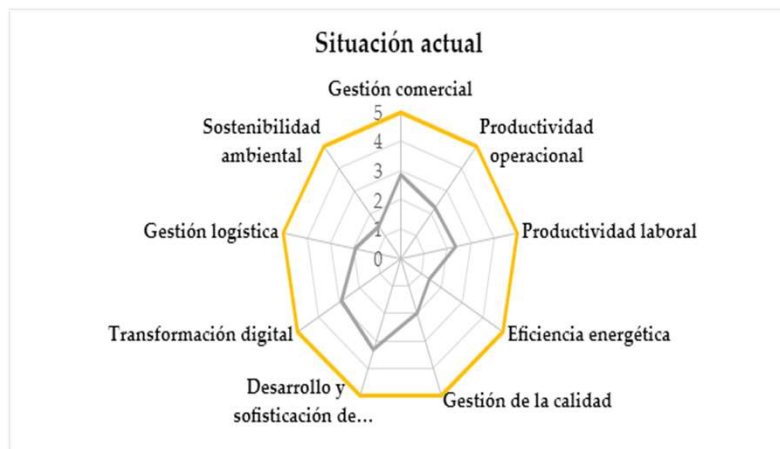 Situación actual
Gestión comercial
5
4
3
2
1
0
Productividad
operacional
Productividad laboral
Eficiencia energética
Gestión de la calidad
Desarrollo y
sofisticación de...
Transformación digital
Gestión logística
Sostenibilidad
ambiental